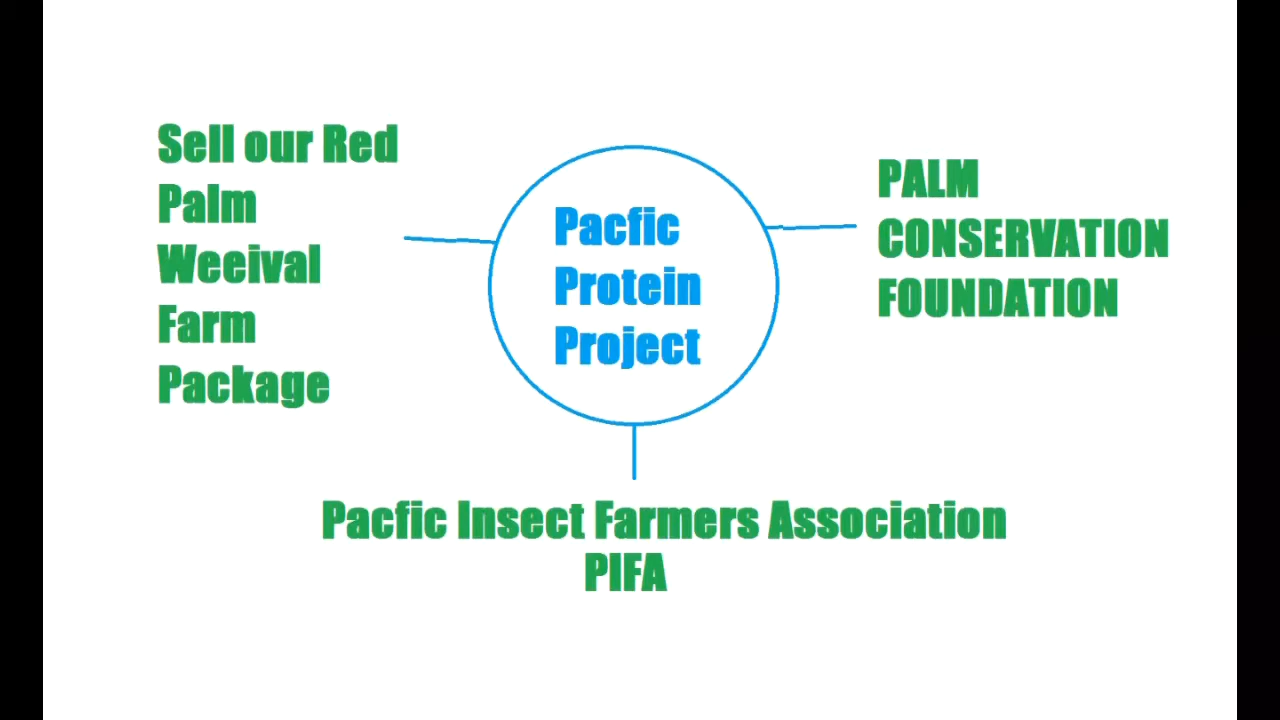 Sell our Red
Palm
Weeival
Farm
Package
Pacfic
Protein
Project
PALM
CONSERVATION
FOUNDATION
Pacfic Insect Farmers Association
PIFA